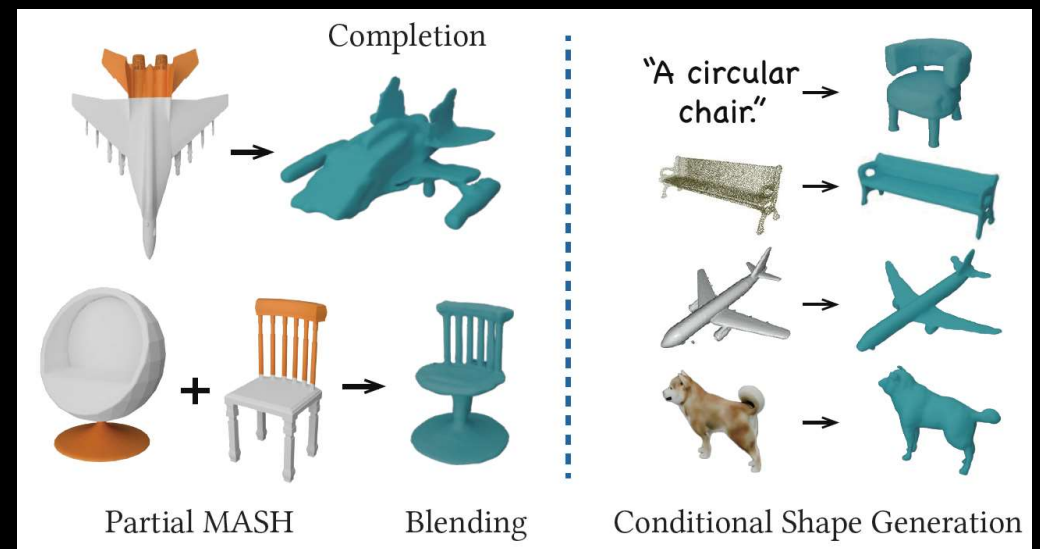 Completion
"A circular
chair."
+
Partial MASH
Blending
Conditional Shape Generation